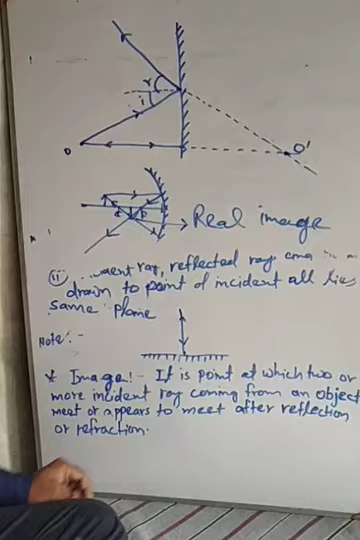 r
i
O
O'
Real image
(ii) ...ent ray, reflected ray and
drawn to point of incident all lies
same plane
Note:-
* Image:- It is point at which two or
more incident ray coming from an object
meet or appears to meet after reflection
or refraction.